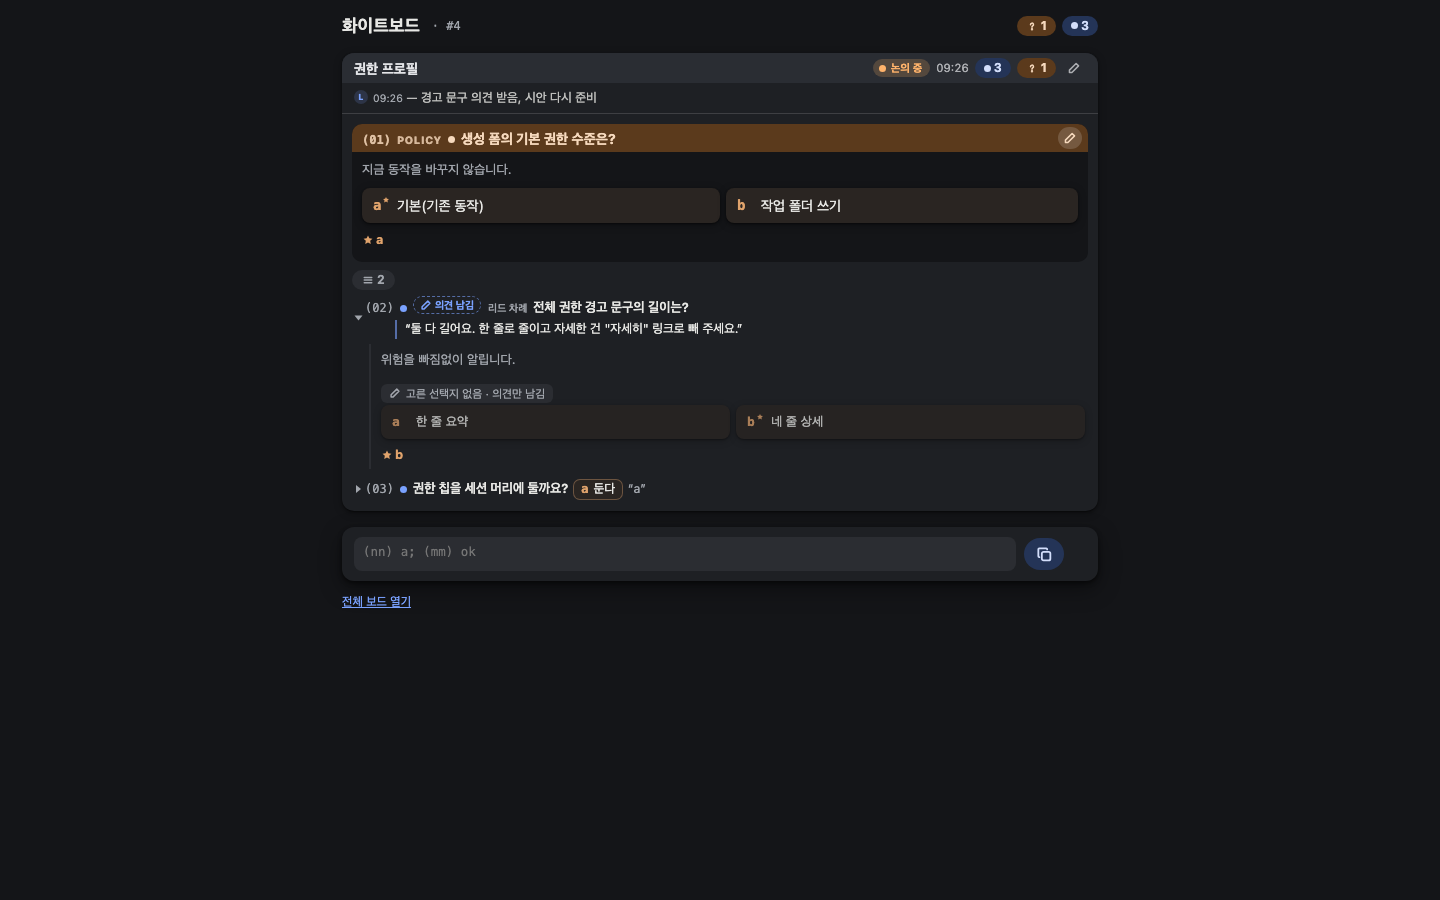 화이트보드 · #4 ? 1 3
권한 프로필 논의 중 09:26 3 ? 1
L 09:26 — 경고 문구 의견 받음, 시안 다시 준비
(01) POLICY 생성 폼의 기본 권한 수준은?
지금 동작을 바꾸지 않습니다.
a★ 기본(기존 동작) b 작업 폴더 쓰기
★ a
≡ 2
(02) 의견 남김 리드 차례 전체 권한 경고 문구의 길이는?
“둘 다 길어요. 한 줄로 줄이고 자세한 건 "자세히" 링크로 빼 주세요.”
위험을 빠짐없이 알립니다.
고른 선택지 없음 · 의견만 남김
a 한 줄 요약 b★ 네 줄 상세
★ b
(03) 권한 칩을 세션 머리에 둘까요? a 둔다 “a”
(nn) a; (mm) ok
전체 보드 열기